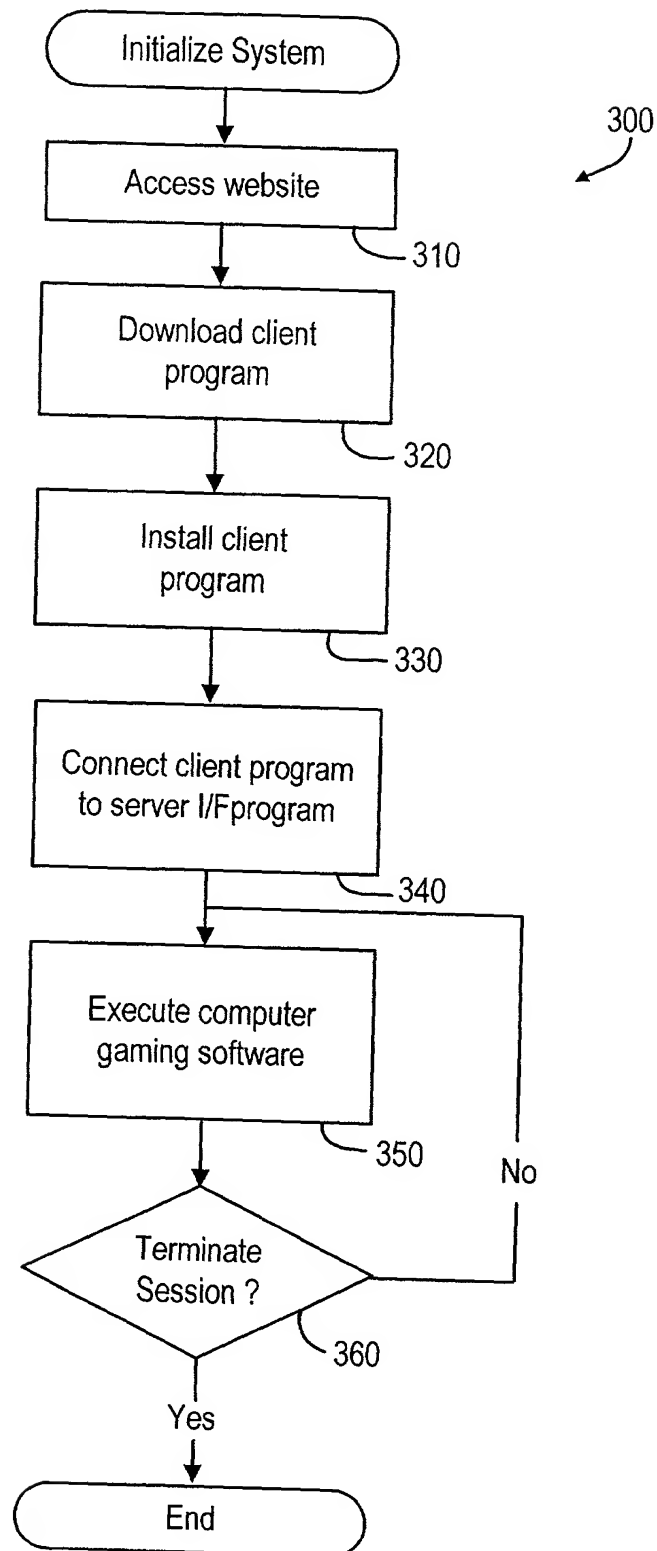 Initialize System
300
Access website
310
Download client
program
320
Install client
program
330
Connect client program
to server I/Fprogram
340
Execute computer
gaming software
350
No
Terminate
Session ?
360
Yes
End